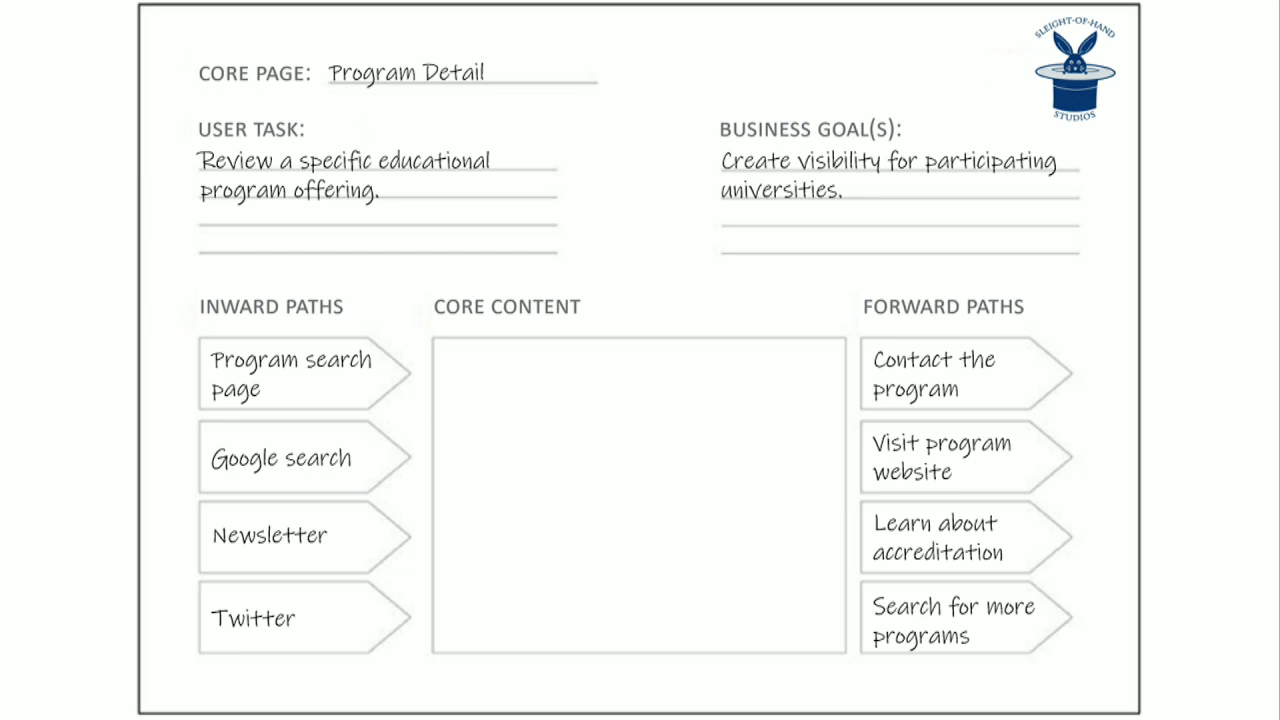 SLEIGHT-OF-HAND
STUDIOS
CORE PAGE: Program Detail
USER TASK:
Review a specific educational
program offering.
BUSINESS GOAL(S):
Create visibility for participating
universities.
INWARD PATHS
Program search
page
Google search
Newsletter
Twitter
CORE CONTENT
FORWARD PATHS
Contact the
program
Visit program
website
Learn about
accreditation
Search for more
programs